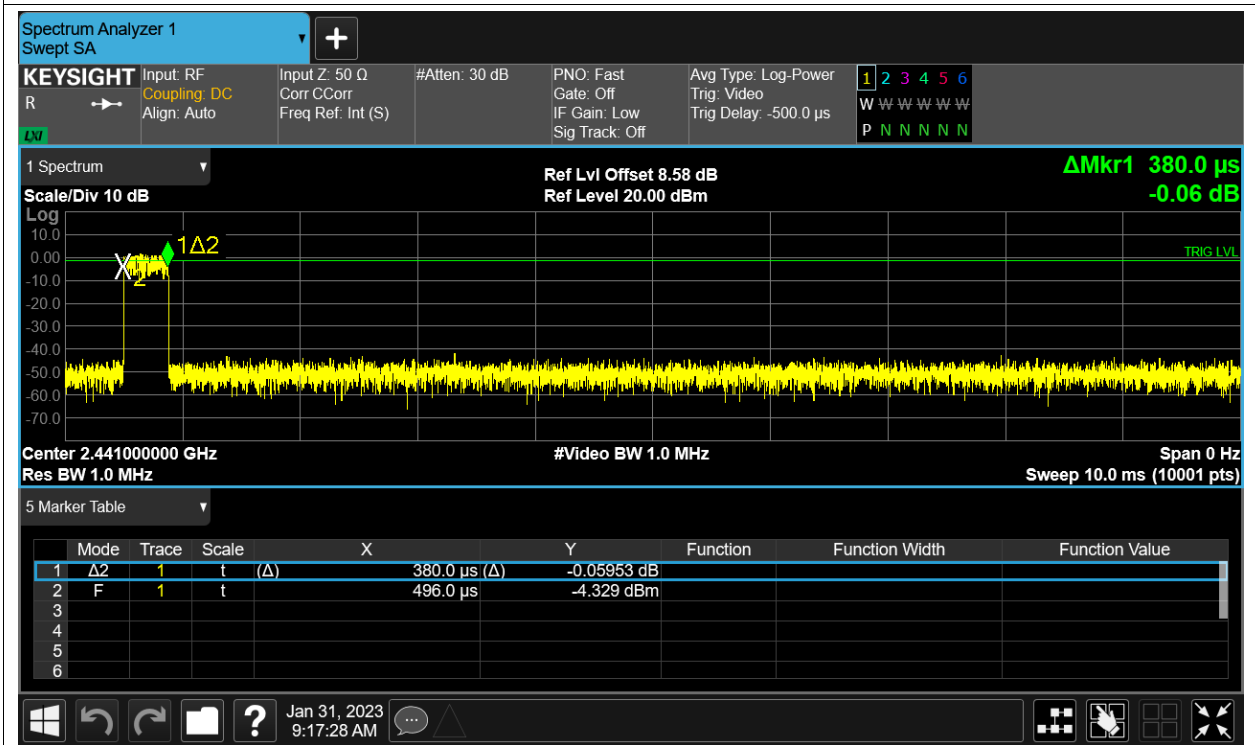 Spectrum Analyzer 1
Swept SA
KEYSIGHT
R
LXI
Input: RF
Coupling: DC
Align: Auto
Input Z: 50 Ω
Corr CCorr
Freq Ref: Int (S)
#Atten: 30 dB
PNO: Fast
Gate: Off
IF Gain: Low
Sig Track: Off
Avg Type: Log-Power
Trig: Video
Trig Delay: -500.0 µs
1 2 3 4 5 6
W W W W W W
P N N N N N
1 Spectrum
Scale/Div 10 dB
Ref Lvl Offset 8.58 dB
Ref Level 20.00 dBm
ΔMkr1 380.0 µs
-0.06 dB
Log
10.0
0.00
-10.0
-20.0
-30.0
-40.0
-50.0
-60.0
-70.0
1Δ2
X
2
TRIG LVL
Center 2.441000000 GHz
Res BW 1.0 MHz
#Video BW 1.0 MHz
Span 0 Hz
Sweep 10.0 ms (10001 pts)
5 Marker Table
Mode Trace Scale X Y Function Function Width Function Value
1 Δ2 1 t (Δ) 380.0 µs (Δ) -0.05953 dB
2 F 1 t 496.0 µs -4.329 dBm
3
4
5
6
?
Jan 31, 2023
9:17:28 AM